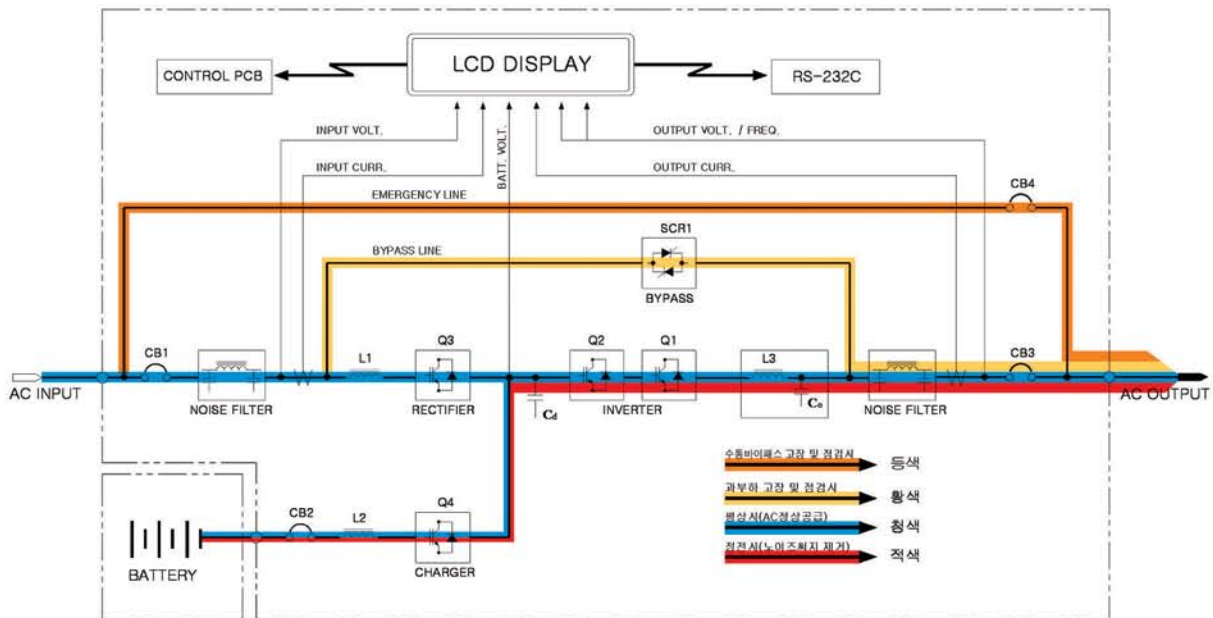 LCD DISPLAY
CONTROL PCB
RS-232C
INPUT VOLT.
BATT. VOLT.
OUTPUT VOLT. / FREQ.
INPUT CURR.
OUTPUT CURR.
EMERGENCY LINE
CB4
SCR1
BYPASS LINE
BYPASS
CB1
L1
Q3
Q2
Q1
L3
CB3
AC INPUT
NOISE FILTER
RECTIFIER
Cd
INVERTER
Co
NOISE FILTER
AC OUTPUT
수동바이패스 고장 및 점검시
등색
과부하 고장 및 점검시
황색
평상시(AC정상공급)
청색
정전시(노이즈써지 제거)
적색
CB2
L2
Q4
BATTERY
CHARGER